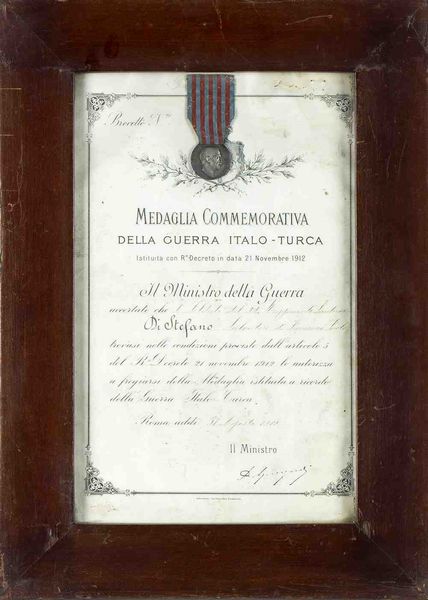 Brevetto N°
MEDAGLIA COMMEMORATIVA
DELLA GUERRA ITALO-TURCA
Istituita con R° Decreto in data 21 Novembre 1912
Il Ministro della Guerra
accertato che
Di Stefano
trovasi nelle condizioni previste dall'articolo 5
del R° Decreto 21 novembre 1912 lo autorizza
a fregiarsi della Medaglia istituita a ricordo
della Guerra Italo-Turca.
Roma addì
Il Ministro